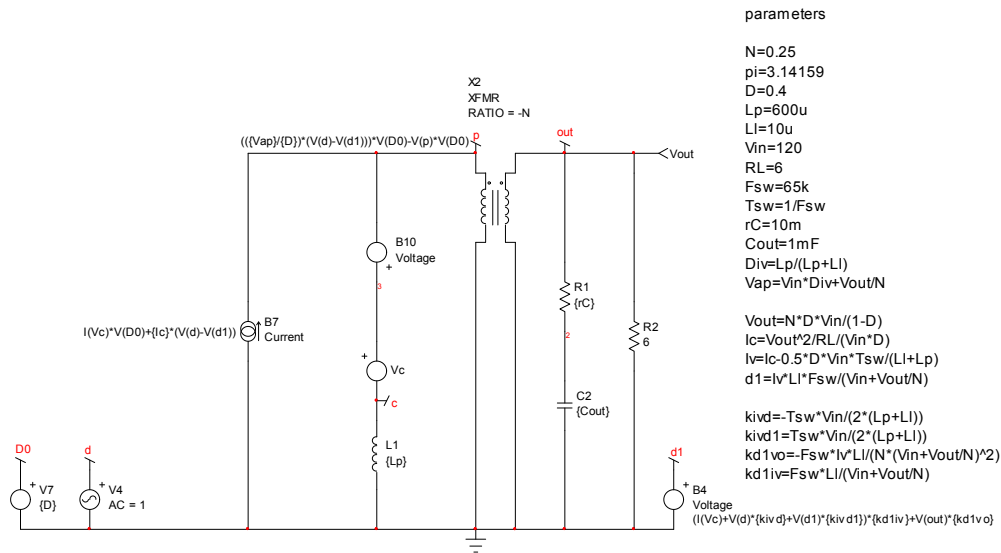 parameters
N=0.25
pi=3.14159
D=0.4
Lp=600u
Ll=10u
Vin=120
RL=6
Fsw=65k
Tsw=1/Fsw
rC=10m
Cout=1mF
Div=Lp/(Lp+Ll)
Vap=Vin*Div+Vout/N
Vout=N*D*Vin/(1-D)
Ic=Vout^2/RL/(Vin*D)
Iv=Ic-0.5*D*Vin*Tsw/(Ll+Lp)
d1=Iv*Ll*Fsw/(Vin+Vout/N)
kivd=-Tsw*Vin/(2*(Lp+Ll))
kivd1=Tsw*Vin/(2*(Lp+Ll))
kd1vo=-Fsw*Iv*Ll/(N*(Vin+Vout/N)^2)
kd1iv=Fsw*Ll/(Vin+Vout/N)
X2
XFMR
RATIO = -N
(({Vap}/{D})*(V(d)-V(d1)))*V(D0)-V(p)*V(D0)
p
out
Vout
B10
Voltage
3
R1
{rC}
2
R2
6
I(Vc)*V(D0)+{Ic}*(V(d)-V(d1))
B7
Current
Vc
c
C2
{Cout}
L1
{Lp}
D0
d
d1
V7
{D}
V4
AC = 1
B4
Voltage
(I(Vc)+V(d)*{kivd}+V(d1)*{kivd1})*{kd1iv}+V(out)*{kd1vo}